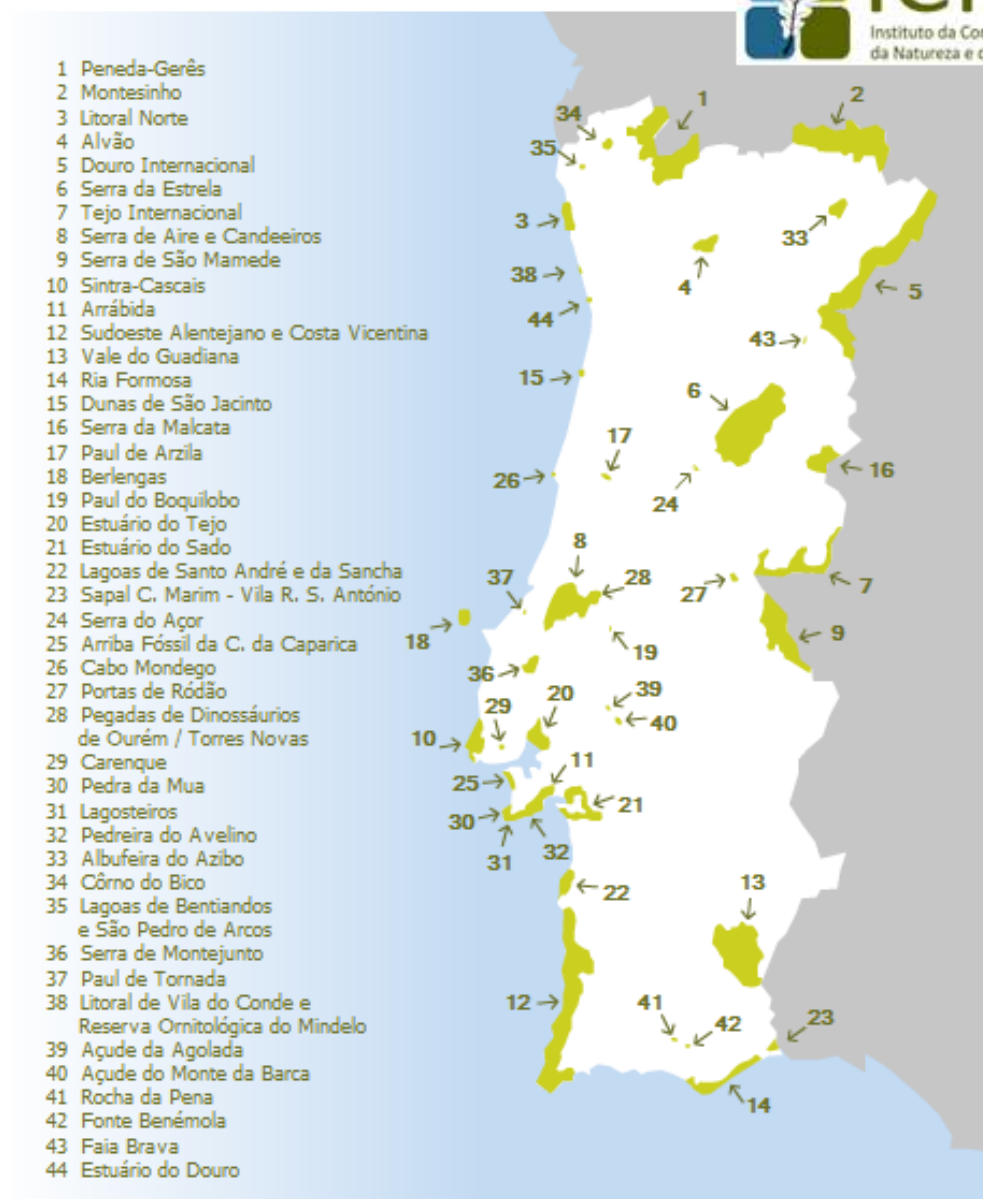 Instituto da Co
da Natureza e
1 Peneda-Gerês
2 Montesinho
3 Litoral Norte
4 Alvão
5 Douro Internacional
6 Serra da Estrela
7 Tejo Internacional
8 Serra de Aire e Candeeiros
9 Serra de São Mamede
10 Sintra-Cascais
11 Arrábida
12 Sudoeste Alentejano e Costa Vicentina
13 Vale do Guadiana
14 Ria Formosa
15 Dunas de São Jacinto
16 Serra da Malcata
17 Paul de Arzila
18 Berlengas
19 Paul do Boquilobo
20 Estuário do Tejo
21 Estuário do Sado
22 Lagoas de Santo André e da Sancha
23 Sapal C. Marim - Vila R. S. António
24 Serra do Açor
25 Arriba Fóssil da C. da Caparica
26 Cabo Mondego
27 Portas de Ródão
28 Pegadas de Dinossáurios
de Ourém / Torres Novas
29 Carenque
30 Pedra da Mua
31 Lagosteiros
32 Pedreira do Avelino
33 Albufeira do Azibo
34 Côrno do Bico
35 Lagoas de Bentiandos
e São Pedro de Arcos
36 Serra de Montejunto
37 Paul de Tornada
38 Litoral de Vila do Conde e
Reserva Ornitológica do Mindelo
39 Açude da Agolada
40 Açude do Monte da Barca
41 Rocha da Pena
42 Fonte Benémola
43 Faia Brava
44 Estuário do Douro
1
2
34
35
3
33
38
4
5
44
43
15
6
17
16
26
24
8
37
28
27
7
18
9
19
36
20
39
29
40
10
11
25
21
30
32
31
13
22
12
41
42
23
14